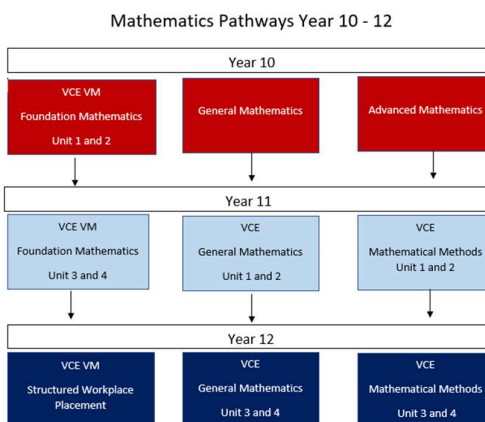 Mathematics Pathways Year 10 - 12
Year 10
VCE VM
Foundation Mathematics
Unit 1 and 2
General Mathematics
Advanced Mathematics
Year 11
VCE VM
Foundation Mathematics
Unit 3 and 4
VCE
General Mathematics
Unit 1 and 2
VCE
Mathematical Methods
Unit 1 and 2
Year 12
VCE VM
Structured Workplace
Placement
VCE
General Mathematics
Unit 3 and 4
VCE
Mathematical Methods
Unit 3 and 4